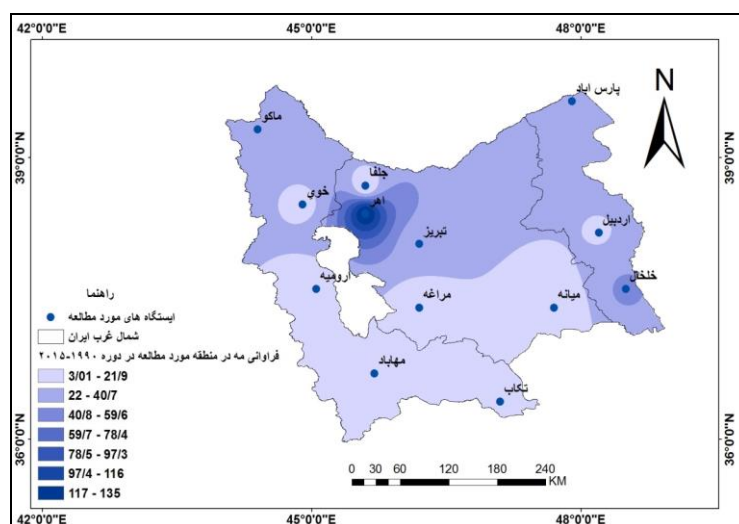 42°0'0"E
45°0'0"E
48°0'0"E
N
پارس اباد
ماکو
39°0'0"N
39°0'0"N
جلفا
خوي
اهر
اردبیل
تبریز
خلخال
ارومیه
مراغه
میانه
راهنما
ایستگاه های مورد مطالعه
شمال غرب ایران
فراوانی مه در منطقه مورد مطالعه در دوره ۱۹۹۰-۲۰۱۵
مهاباد
3/01 - 21/9
تکاب
22 - 40/7
40/8 - 59/6
59/7 - 78/4
36°0'0"N
36°0'0"N
78/5 - 97/3
97/4 - 116
0 30 60 120 180 240
KM
117 - 135
42°0'0"E
45°0'0"E
48°0'0"E